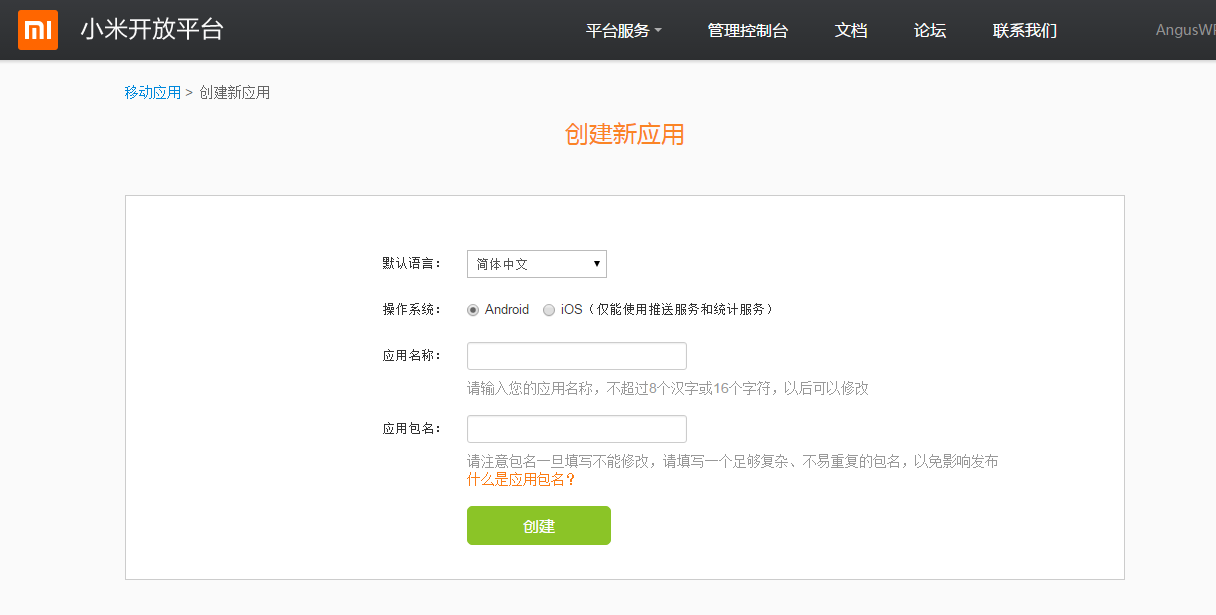 小米开放平台
平台服务 管理控制台 文档 论坛 联系我们 AngusW
移动应用 > 创建新应用
创建新应用
默认语言: 简体中文
操作系统: Android iOS(仅能使用推送服务和统计服务)
应用名称:
请输入您的应用名称,不超过8个汉字或16个字符,以后可以修改
应用包名:
请注意包名一旦填写不能修改,请填写一个足够复杂、不易重复的包名,以免影响发布
什么是应用包名?
创建